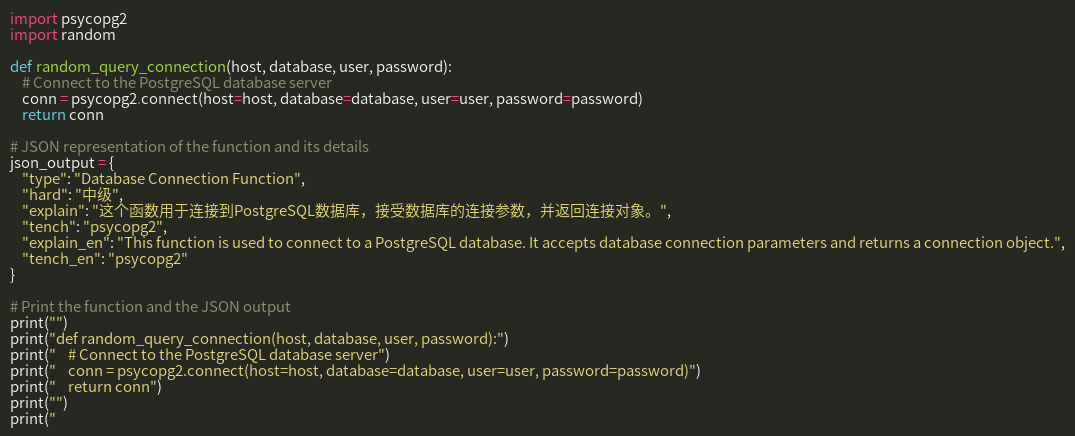 import psycopg2
import random

def random_query_connection(host, database, user, password):
    # Connect to the PostgreSQL database server
    conn = psycopg2.connect(host=host, database=database, user=user, password=password)
    return conn

# JSON representation of the function and its details
json_output = {
    "type": "Database Connection Function",
    "hard": "中级",
    "explain": "这个函数用于连接到PostgreSQL数据库，接受数据库的连接参数，并返回连接对象。",
    "tench": "psycopg2",
    "explain_en": "This function is used to connect to a PostgreSQL database. It accepts database connection parameters and returns a connection object.",
    "tench_en": "psycopg2"
}

# Print the function and the JSON output
print("")
print("def random_query_connection(host, database, user, password):")
print("    # Connect to the PostgreSQL database server")
print("    conn = psycopg2.connect(host=host, database=database, user=user, password=password)")
print("    return conn")
print("")
print("